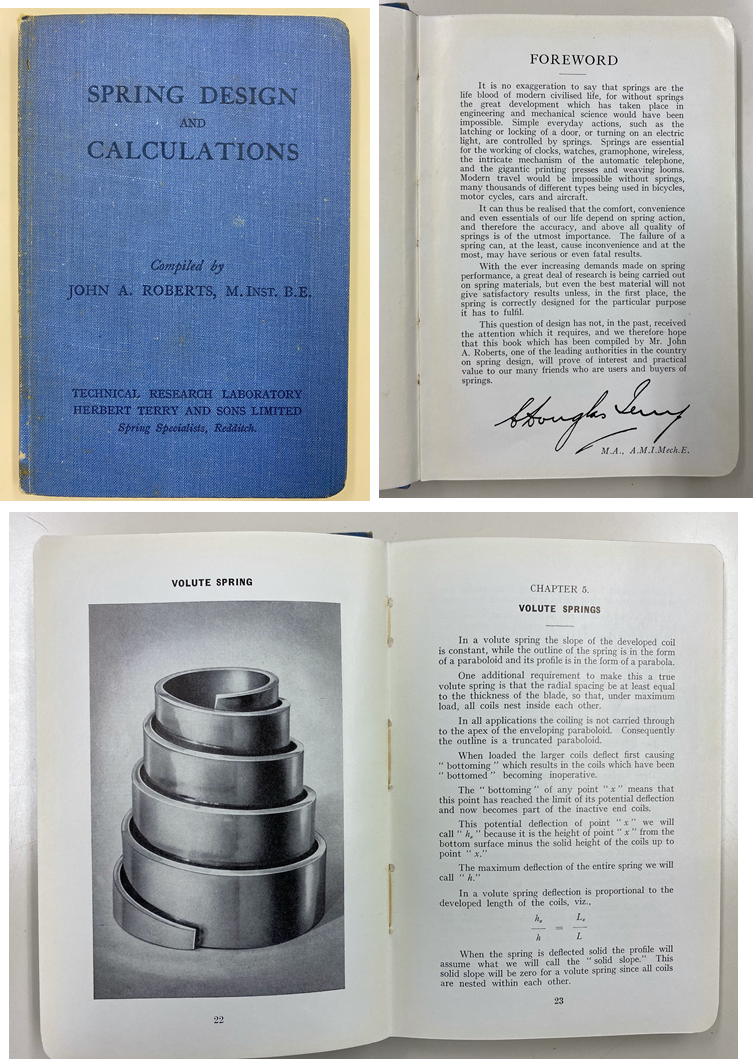 SPRING DESIGN
AND
CALCULATIONS
Compiled by
JOHN A. ROBERTS, M.INST. B.E.
TECHNICAL RESEARCH LABORATORY
HERBERT TERRY AND SONS LIMITED
Spring Specialists, Redditch.
FOREWORD
It is no exaggeration to say that springs are the
life blood of modern civilised life, for without springs
the great development which has taken place in
engineering and mechanical science would have been
impossible. Simple everyday actions, such as the
latching or locking of a door, or turning on an electric
light, are controlled by springs. Springs are essential
for the working of clocks, watches, gramophone, wireless,
the intricate mechanism of the automatic telephone,
and the gigantic printing presses and weaving looms.
Modern travel would be impossible without springs,
many thousands of different types being used in bicycles,
motor cycles, cars and aircraft.
It can thus be realised that the comfort, convenience
and even essentials of our life depend on spring action,
and therefore the accuracy, and above all quality of
springs is of the utmost importance. The failure of a
spring can, at the least, cause inconvenience and at the
most, may have serious or even fatal results.
With the ever increasing demands made on spring
performance, a great deal of research is being carried out
on spring materials, but even the best material will not
give satisfactory results unless, in the first place, the
spring is correctly designed for the particular purpose
it has to fulfil.
This question of design has not, in the past, received
the attention which it requires, and we therefore hope
that this book which has been compiled by Mr. John
A. Roberts, one of the leading authorities in the country
on spring design, will prove of interest and practical
value to our many friends who are users and buyers of
springs.
Douglas Terry
M.A., A.M.I.Mech.E.
VOLUTE SPRING
22
CHAPTER 5.
VOLUTE SPRINGS
In a volute spring the slope of the developed coil
is constant, while the outline of the spring is in the form
of a paraboloid and its profile is in the form of a parabola.
One additional requirement to make this a true
volute spring is that the radial spacing be at least equal
to the thickness of the blade, so that, under maximum
load, all coils nest inside each other.
In all applications the coiling is not carried through
to the apex of the enveloping paraboloid. Consequently
the outline is a truncated paraboloid.
When loaded the larger coils deflect first causing
" bottoming " which results in the coils which have been
" bottomed " becoming inoperative.
The " bottoming " of any point " x " means that
this point has reached the limit of its potential deflection
and now becomes part of the inactive end coils.
This potential deflection of point " x " we will
call " hₓ " because it is the height of point " x " from the
bottom surface minus the solid height of the coils up to
point " x."
The maximum deflection of the entire spring we will
call " h."
In a volute spring deflection is proportional to the
developed length of the coils, viz.,
hₓ Lₓ
=
h L
When the spring is deflected solid the profile will
assume what we will call the " solid slope." This
solid slope will be zero for a volute spring since all coils
are nested within each other.
23